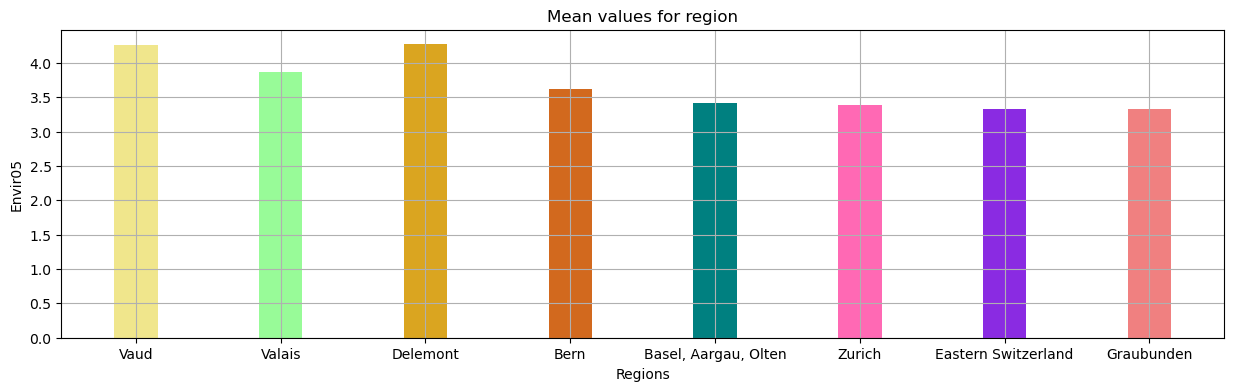 Mean values for region
Envir05
4.0
3.5
3.0
2.5
2.0
1.5
1.0
0.5
0.0
Vaud Valais Delemont Bern Basel, Aargau, Olten Zurich Eastern Switzerland Graubunden
Regions